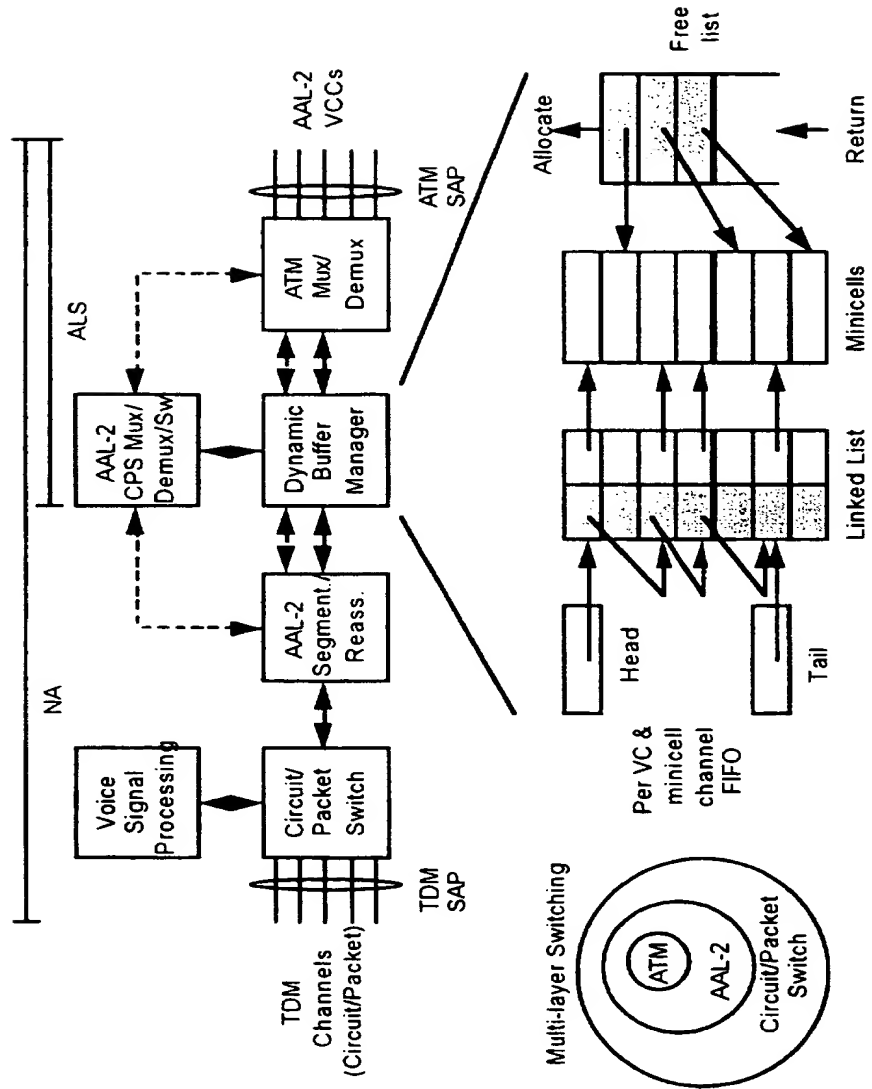 NA
ALS
Voice
Signal
Processing
AAL-2
CPS Mux/
Demux/Sw
TDM
Channels
(Circuit/Packet)
TDM
SAP
Circuit/
Packet
Switch
AAL-2
Segment./
Reass.
Dynamic
Buffer
Manager
ATM
Mux/
Demux
ATM
SAP
AAL-2
VCCs
Multi-layer Switching
ATM
AAL-2
Circuit/Packet
Switch
Per VC &
minicell
channel
FIFO
Head
Tail
Linked List
Minicells
Allocate
Return
Free
list